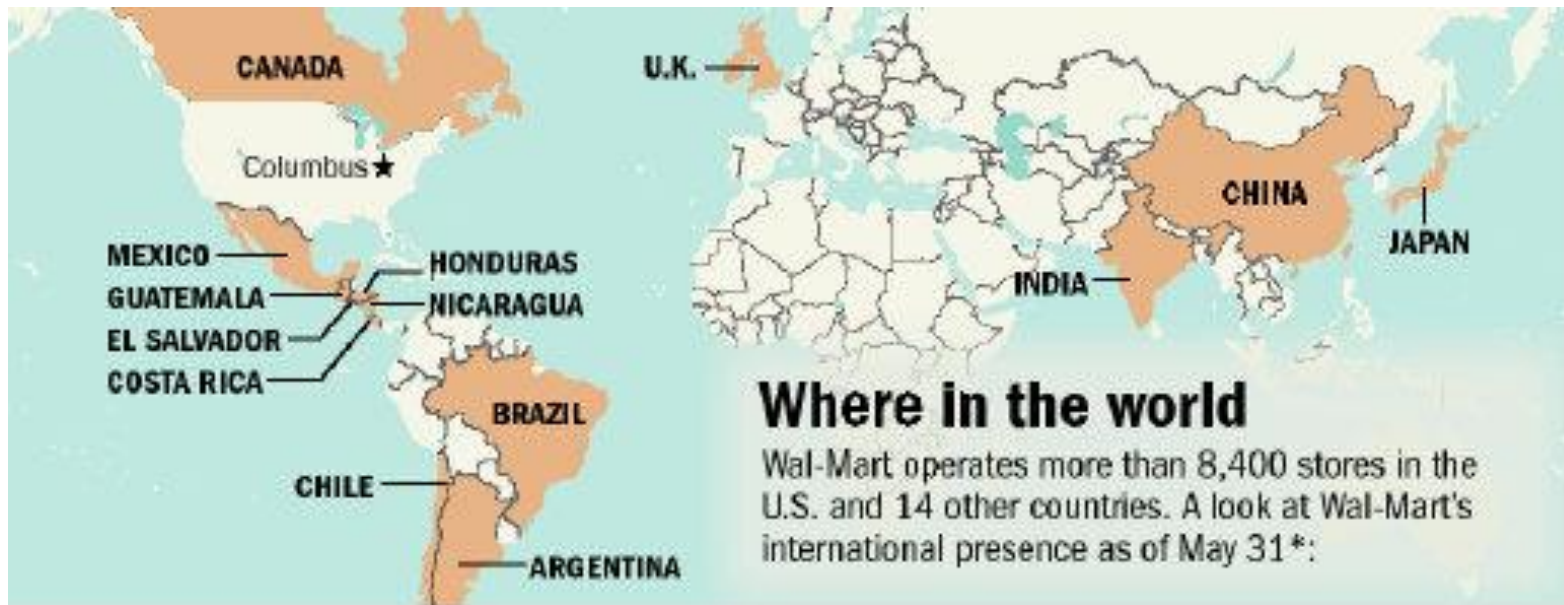 CANADA
U.K.
Columbus
CHINA
MEXICO
HONDURAS
JAPAN
GUATEMALA
NICARAGUA
INDIA
EL SALVADOR
COSTA RICA
BRAZIL
CHILE
ARGENTINA
Where in the world
Wal-Mart operates more than 8,400 stores in the
U.S. and 14 other countries. A look at Wal-Mart's
international presence as of May 31*: